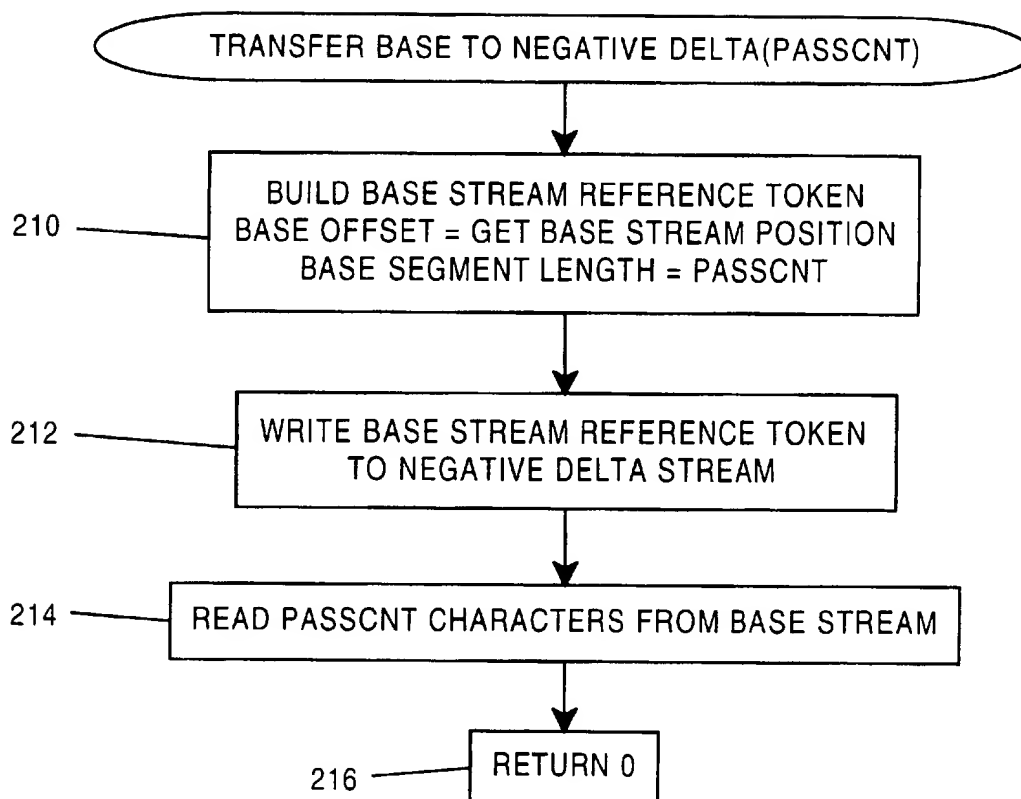 TRANSFER BASE TO NEGATIVE DELTA(PASSCNT)
210
BUILD BASE STREAM REFERENCE TOKEN
BASE OFFSET = GET BASE STREAM POSITION
BASE SEGMENT LENGTH = PASSCNT
212
WRITE BASE STREAM REFERENCE TOKEN
TO NEGATIVE DELTA STREAM
214
READ PASSCNT CHARACTERS FROM BASE STREAM
216
RETURN 0